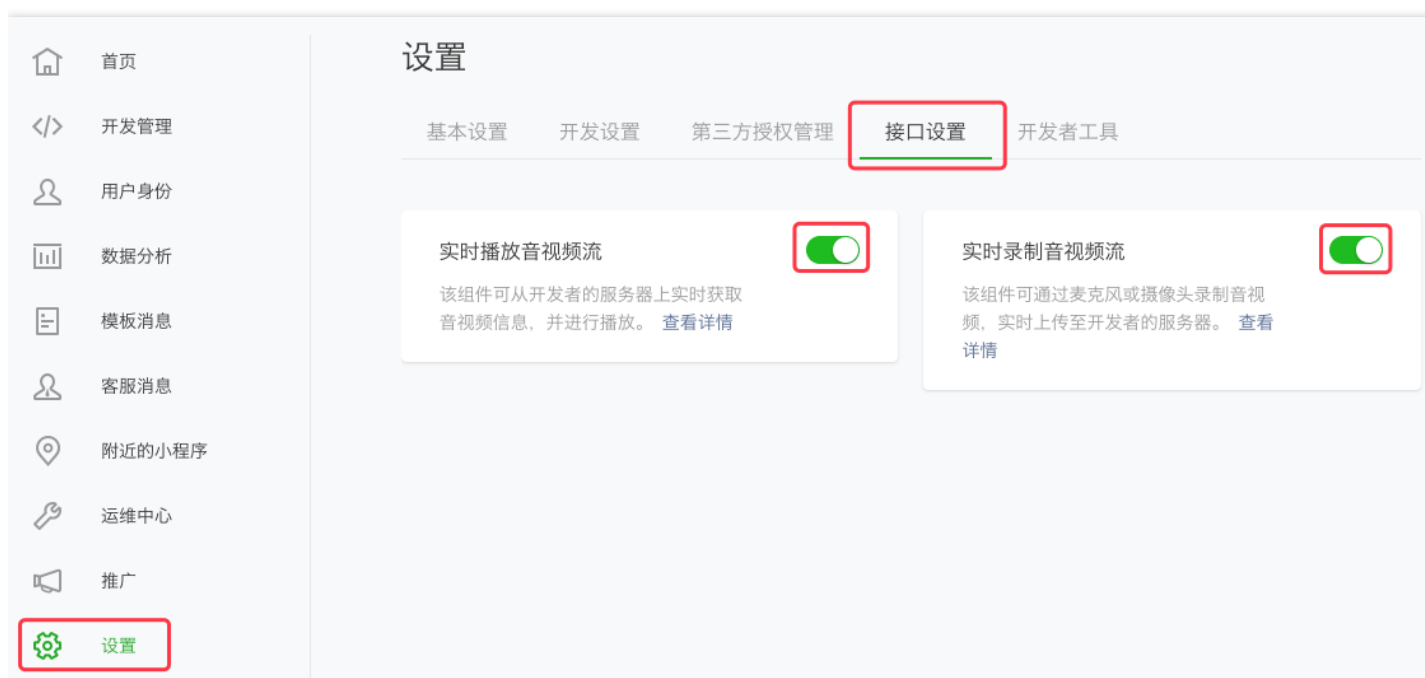 首页
开发管理
用户身份
数据分析
模板消息
客服消息
附近的小程序
运维中心
推广
设置
设置
基本设置
开发设置
第三方授权管理
接口设置
开发者工具
实时播放音视频流
该组件可从开发者的服务器上实时获取
音视频信息，并进行播放。 查看详情
实时录制音视频流
该组件可通过麦克风或摄像头录制音视
频，实时上传至开发者的服务器。 查看
详情